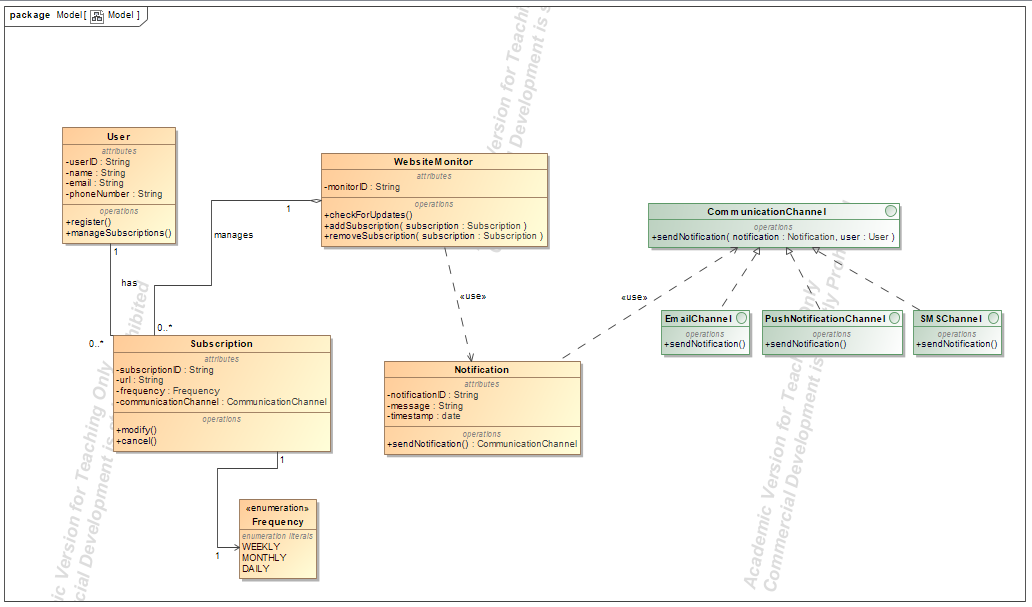 package Model [ Model ]
User
attributes
-userID : String
-name : String
-email : String
-phoneNumber : String
operations
+register()
+manageSubscriptions()
WebsiteMonitor
attributes
-monitorID : String
operations
+checkForUpdates()
+addSubscription( subscription : Subscription )
+removeSubscription( subscription : Subscription )
CommunicationChannel
operations
+sendNotification( notification : Notification, user : User )
1
manages
1
has
0..*
0..*
«use»
«use»
EmailChannel
operations
+sendNotification()
PushNotificationChannel
operations
+sendNotification()
SMSChannel
operations
+sendNotification()
Subscription
attributes
-subscriptionID : String
-url : String
-frequency : Frequency
-communicationChannel : CommunicationChannel
operations
+modify()
+cancel()
Notification
attributes
-notificationID : String
-message : String
-timestamp : date
operations
+sendNotification() : CommunicationChannel
1
1
«enumeration»
Frequency
enumeration literals
WEEKLY
MONTHLY
DAILY
Academic Version for Teaching Only
Commercial Development is